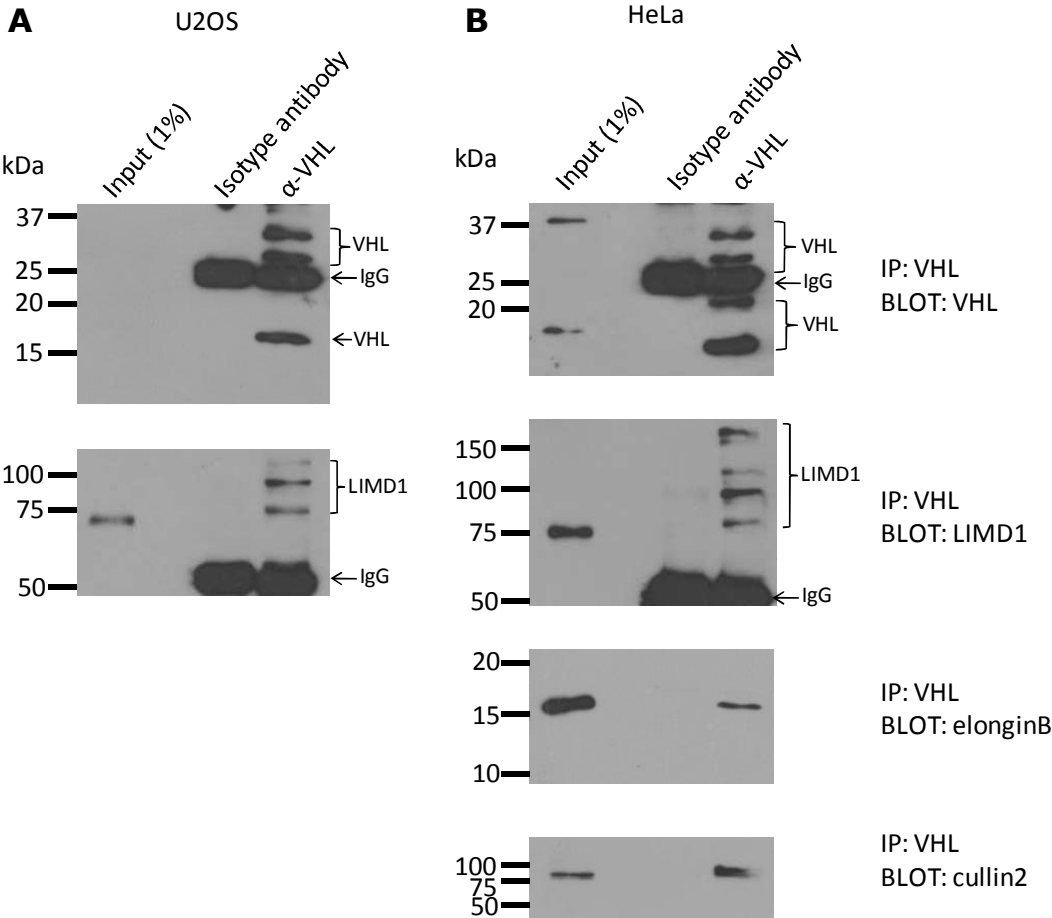 A
U2OS
kDa
Input (1%)
Isotype antibody
α-VHL
37
25
20
15
VHL
IgG
VHL
100
75
50
LIMD1
IgG
B
HeLa
kDa
Input (1%)
Isotype antibody
α-VHL
37
25
20
VHL
IgG
VHL
IP: VHL
BLOT: VHL
150
100
75
50
LIMD1
IgG
IP: VHL
BLOT: LIMD1
20
15
10
IP: VHL
BLOT: elonginB
100
75
50
IP: VHL
BLOT: cullin2